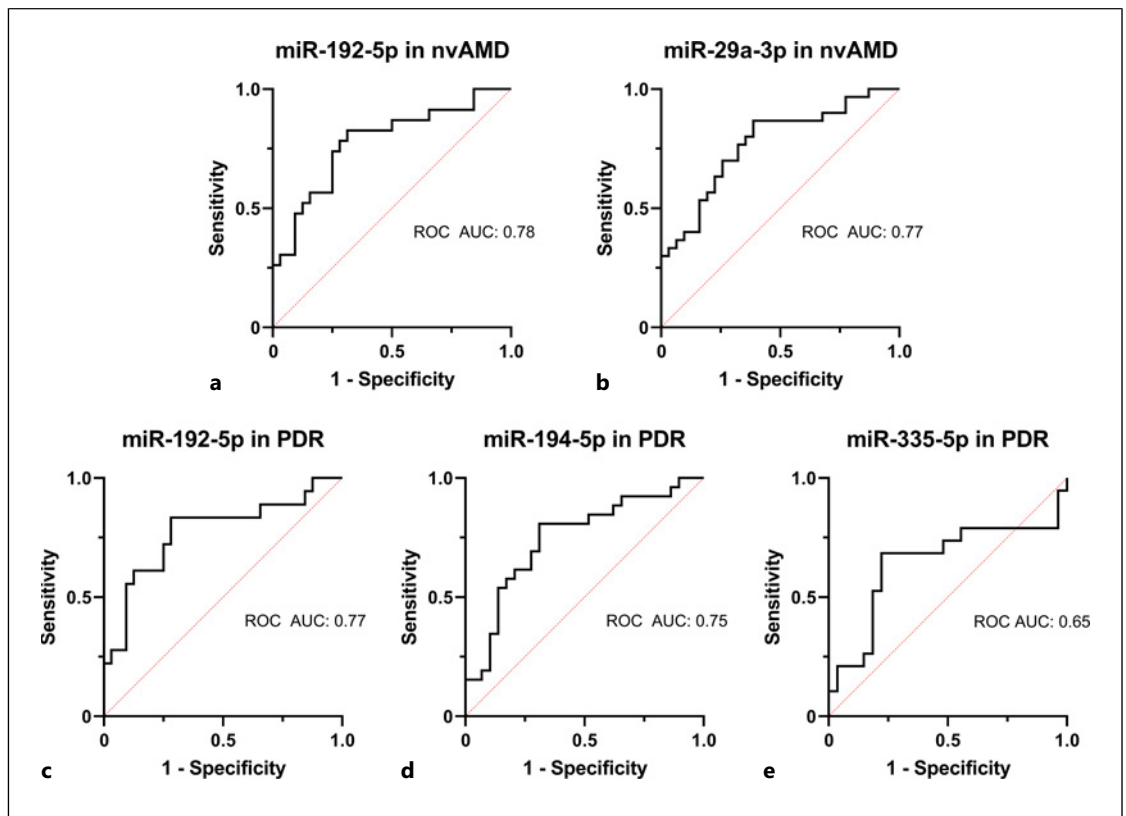 miR-192-5p in nvAMD
1.0
0.5
0
Sensitivity
ROC AUC: 0.78
0 0.5 1.0
1 - Specificity
a
miR-29a-3p in nvAMD
1.0
0.5
0
Sensitivity
ROC AUC: 0.77
0 0.5 1.0
1 - Specificity
b
miR-192-5p in PDR
1.0
0.5
0
Sensitivity
ROC AUC: 0.77
0 0.5 1.0
1 - Specificity
c
miR-194-5p in PDR
1.0
0.5
0
Sensitivity
ROC AUC: 0.75
0 0.5 1.0
1 - Specificity
d
miR-335-5p in PDR
1.0
0.5
0
Sensitivity
ROC AUC: 0.65
0 0.5 1.0
1 - Specificity
e